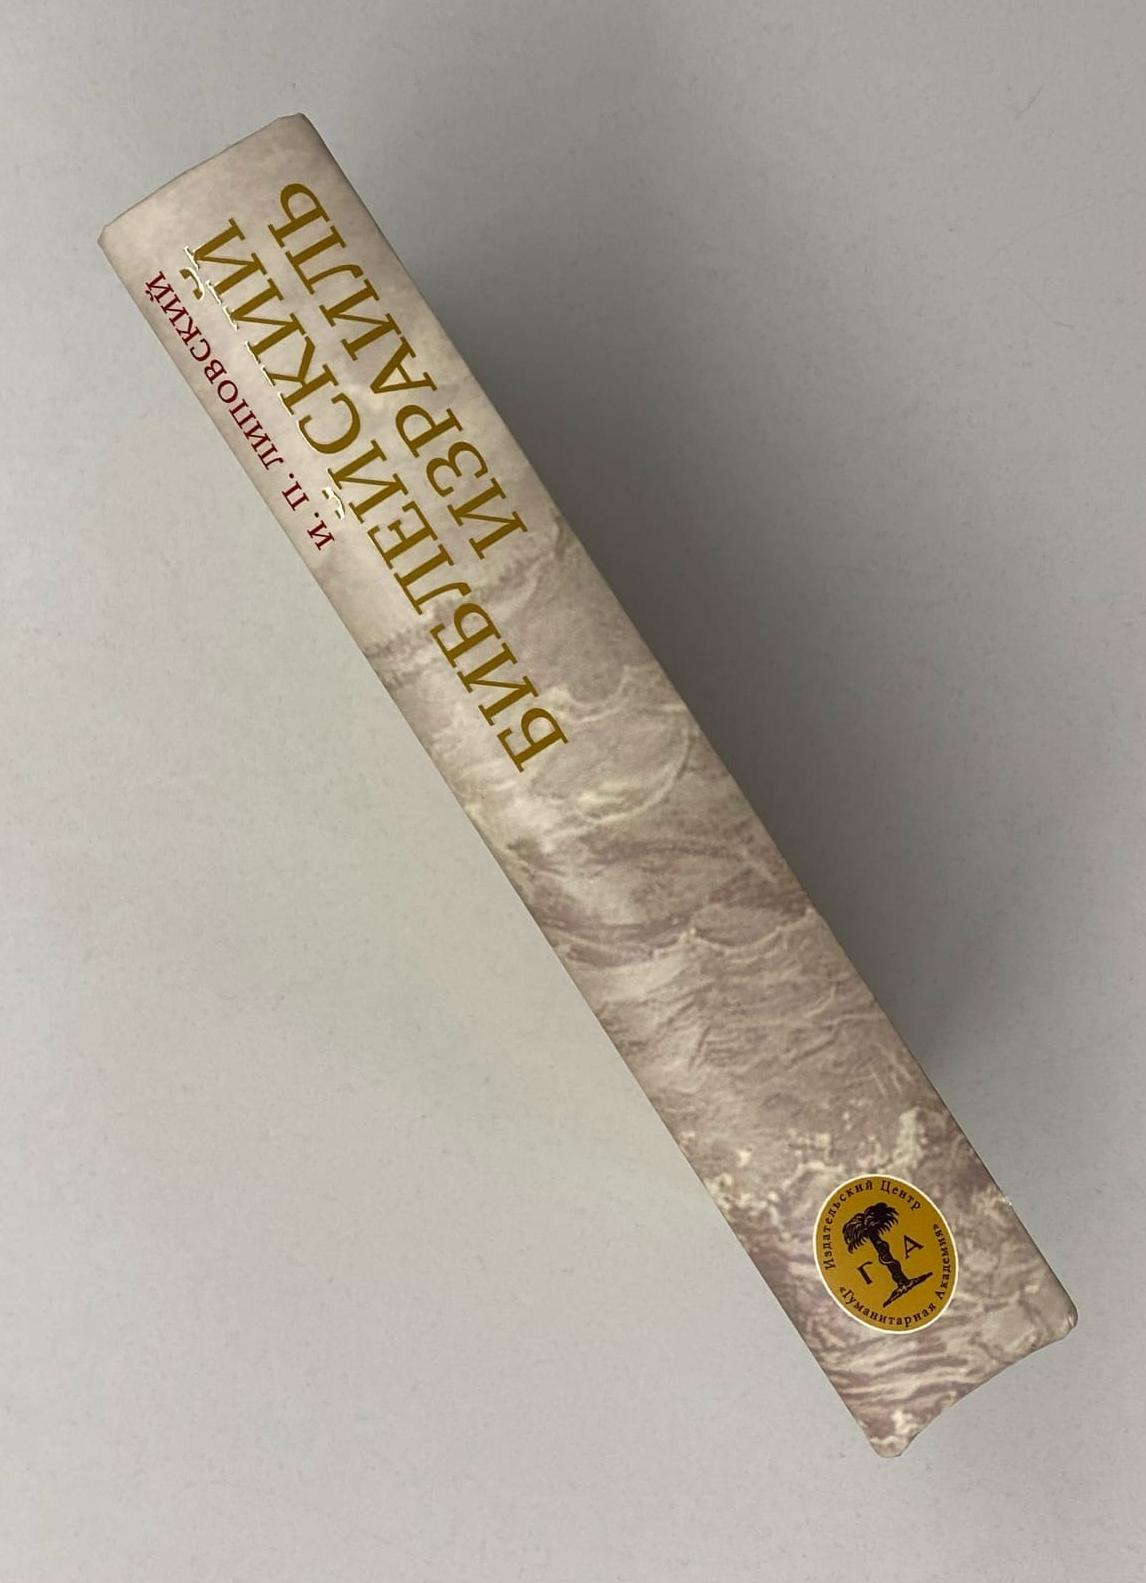 И. П. ЛИПОВСКИЙ
БИБЛЕЙСКИЙ
ИЗРАИЛЬ
Издательский Центр
Г А
«Гуманитарная Академия»